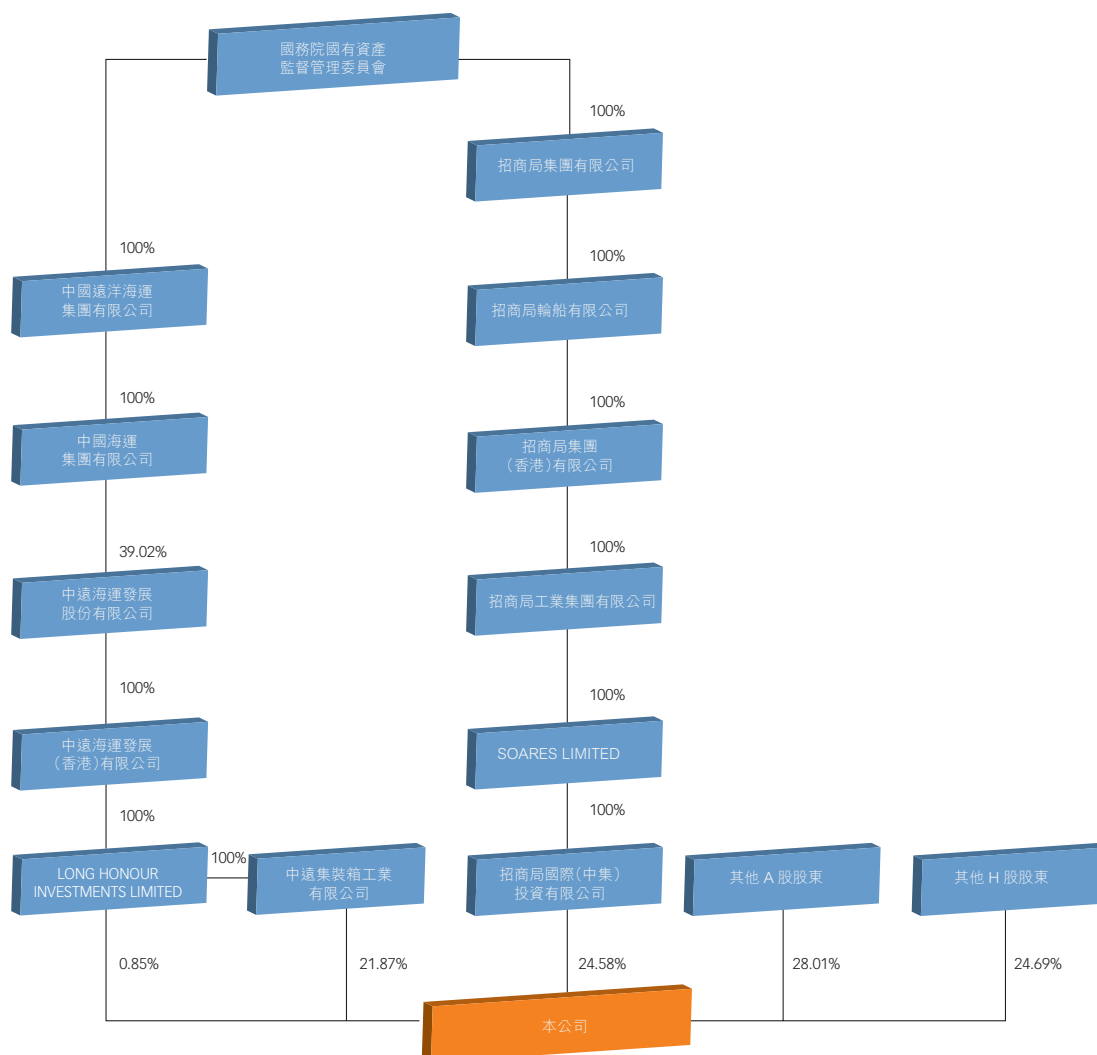 國務院國有資產
監督管理委員會
100%
招商局集團有限公司
100%
100%
中國遠洋海運
集團有限公司
招商局輪船有限公司
100%
100%
中國海運
集團有限公司
招商局集團
（香港）有限公司
39.02%
100%
中遠海運發展
股份有限公司
招商局工業集團有限公司
100%
100%
中遠海運發展
（香港）有限公司
SOARES LIMITED
100%
100%
LONG HONOUR
INVESTMENTS LIMITED
100%
中遠集裝箱工業
有限公司
招商局國際（中集）
投資有限公司
其他 A 股股東
其他 H 股股東
0.85%
21.87%
24.58%
28.01%
24.69%
本公司